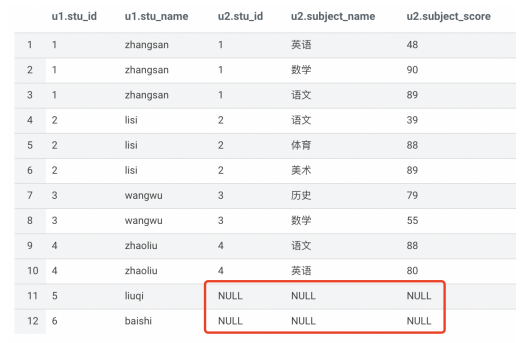 u1.stu_id u1.stu_name u2.stu_id u2.subject_name u2.subject_score
1 1 zhangsan 1 英语 48
2 1 zhangsan 1 数学 90
3 1 zhangsan 1 语文 89
4 2 lisi 2 语文 39
5 2 lisi 2 体育 88
6 2 lisi 2 美术 89
7 3 wangwu 3 历史 79
8 3 wangwu 3 数学 55
9 4 zhaoliu 4 语文 88
10 4 zhaoliu 4 英语 80
11 5 liuqi NULL NULL NULL
12 6 baishi NULL NULL NULL